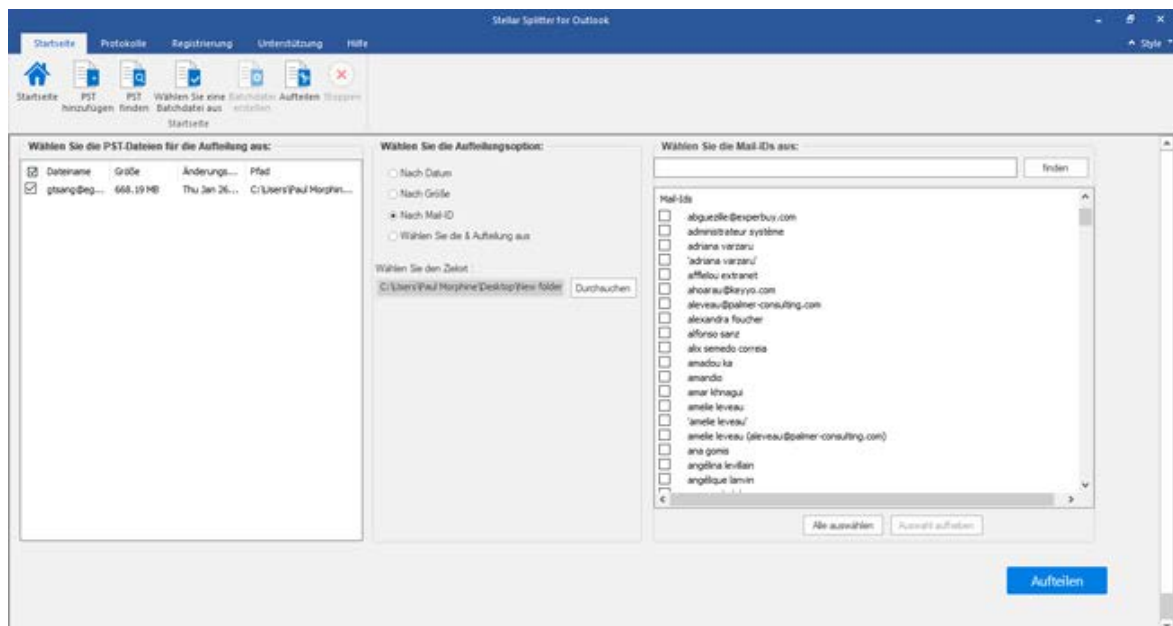 Stellar Splitter for Outlook
Startseite Protokolle Registrierung Unterstützung Hilfe
Style
Startseite
PST hinzufügen
PST finden
Wählen Sie eine Batchdatei aus
Batchdatei erstellen
Aufteilen
Stoppen
Startseite
Wählen Sie die PST-Dateien für die Aufteilung aus:
Dateiname Größe Änderungs... Pfad
gtsang@eg... 668.19 MB Thu Jan 26... C:\Users\Paul Morphin...
Wählen Sie die Aufteilungsoption:
Nach Datum
Nach Größe
Nach Mail-ID
Wählen Sie die & Aufteilung aus
Wählen Sie den Zielort :
C:\Users\Paul Morphine\Desktop\New folder
Durchsuchen
Wählen Sie die Mail-IDs aus:
finden
Mail-Ids
abguezille@experbuy.com
administrateur système
adriana varzaru
'adriana varzaru'
afflelou extranet
ahoarau@keyyo.com
aleveau@palmer-consulting.com
alexandra foucher
alfonso sanz
alix semedo correia
amadou ka
amandio
amar khnagui
amelie leveau
'amelie leveau'
amelie leveau (aleveau@palmer-consulting.com)
ana gomis
angélina levillain
angélique lanvin
Alle auswählen
Auswahl aufheben
Aufteilen